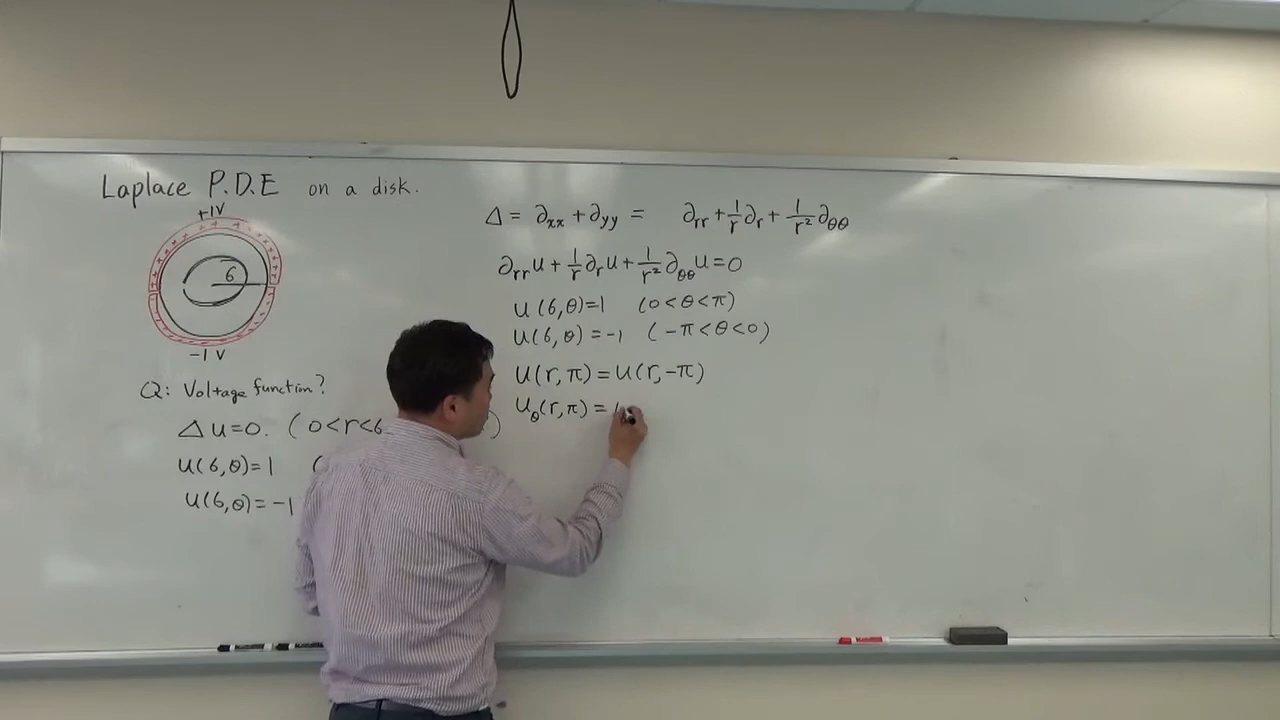 Laplace P.D.E on a disk.
+1V
6
-1V
Q: Voltage function?
Δu=0. (0<r<6 )
u(6,θ)=1 (
u(6,θ)=-1
Δ = ∂xx + ∂yy = ∂rr + 1/r ∂r + 1/r² ∂θθ
∂rr u + 1/r ∂r u + 1/r² ∂θθ u = 0
u(6,θ)=1 (0<θ<π)
u(6,θ)=-1 (-π<θ<0)
u(r,π)=u(r,-π)
uθ(r,π)=